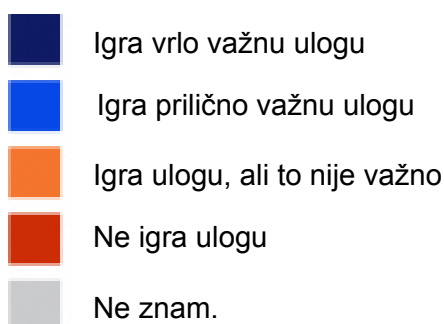 Igra vrlo važnu ulogu
Igra prilično važnu ulogu
Igra ulogu, ali to nije važno
Ne igra ulogu
Ne znam.